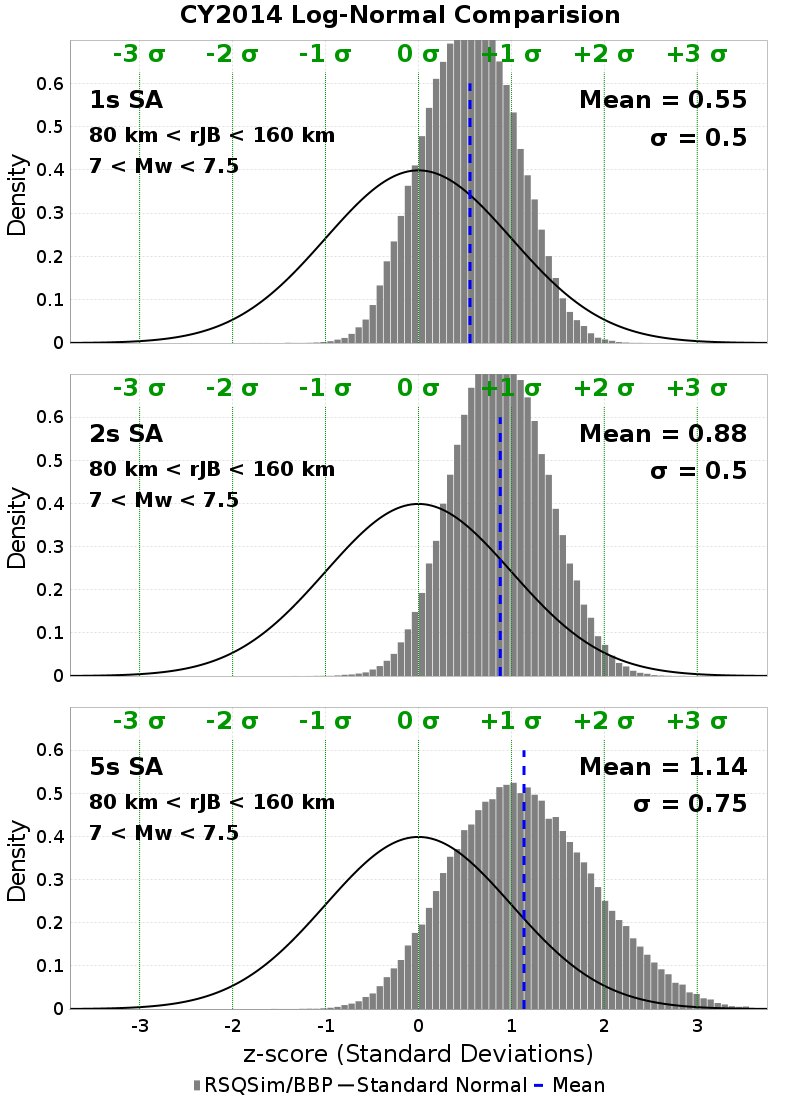 CY2014 Log-Normal Comparision
-3 σ -2 σ -1 σ 0 σ +1 σ +2 σ +3 σ
1s SA
80 km < rJB < 160 km
7 < Mw < 7.5
Mean = 0.55
σ = 0.5
Density
0.6
0.5
0.4
0.3
0.2
0.1
0
-3 σ -2 σ -1 σ 0 σ +1 σ +2 σ +3 σ
2s SA
80 km < rJB < 160 km
7 < Mw < 7.5
Mean = 0.88
σ = 0.5
Density
0.6
0.5
0.4
0.3
0.2
0.1
0
-3 σ -2 σ -1 σ 0 σ +1 σ +2 σ +3 σ
5s SA
80 km < rJB < 160 km
7 < Mw < 7.5
Mean = 1.14
σ = 0.75
Density
0.6
0.5
0.4
0.3
0.2
0.1
0
-3 -2 -1 0 1 2 3
z-score (Standard Deviations)
RSQSim/BBP Standard Normal Mean